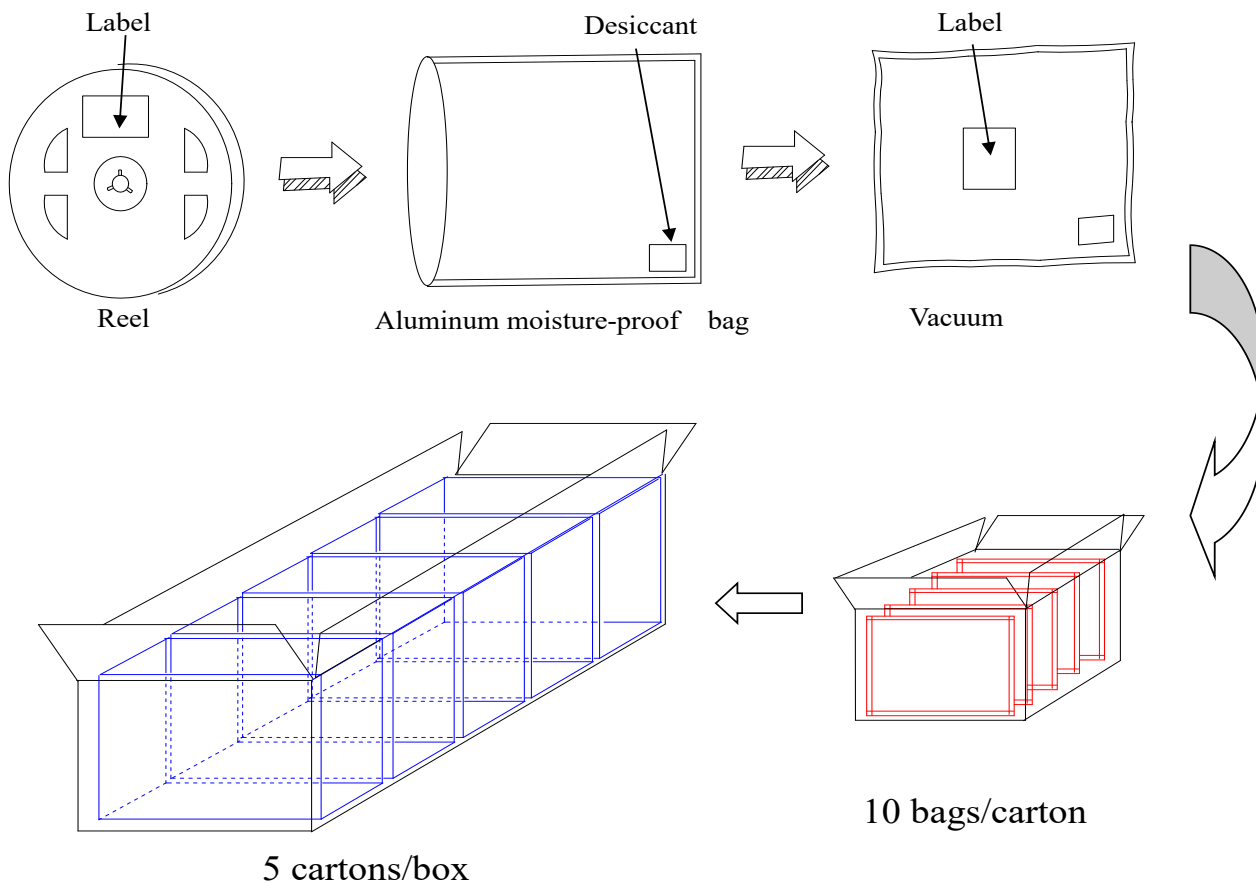 Label
Desiccant
Label
Reel
Aluminum moisture-proof bag
Vacuum
10 bags/carton
5 cartons/box